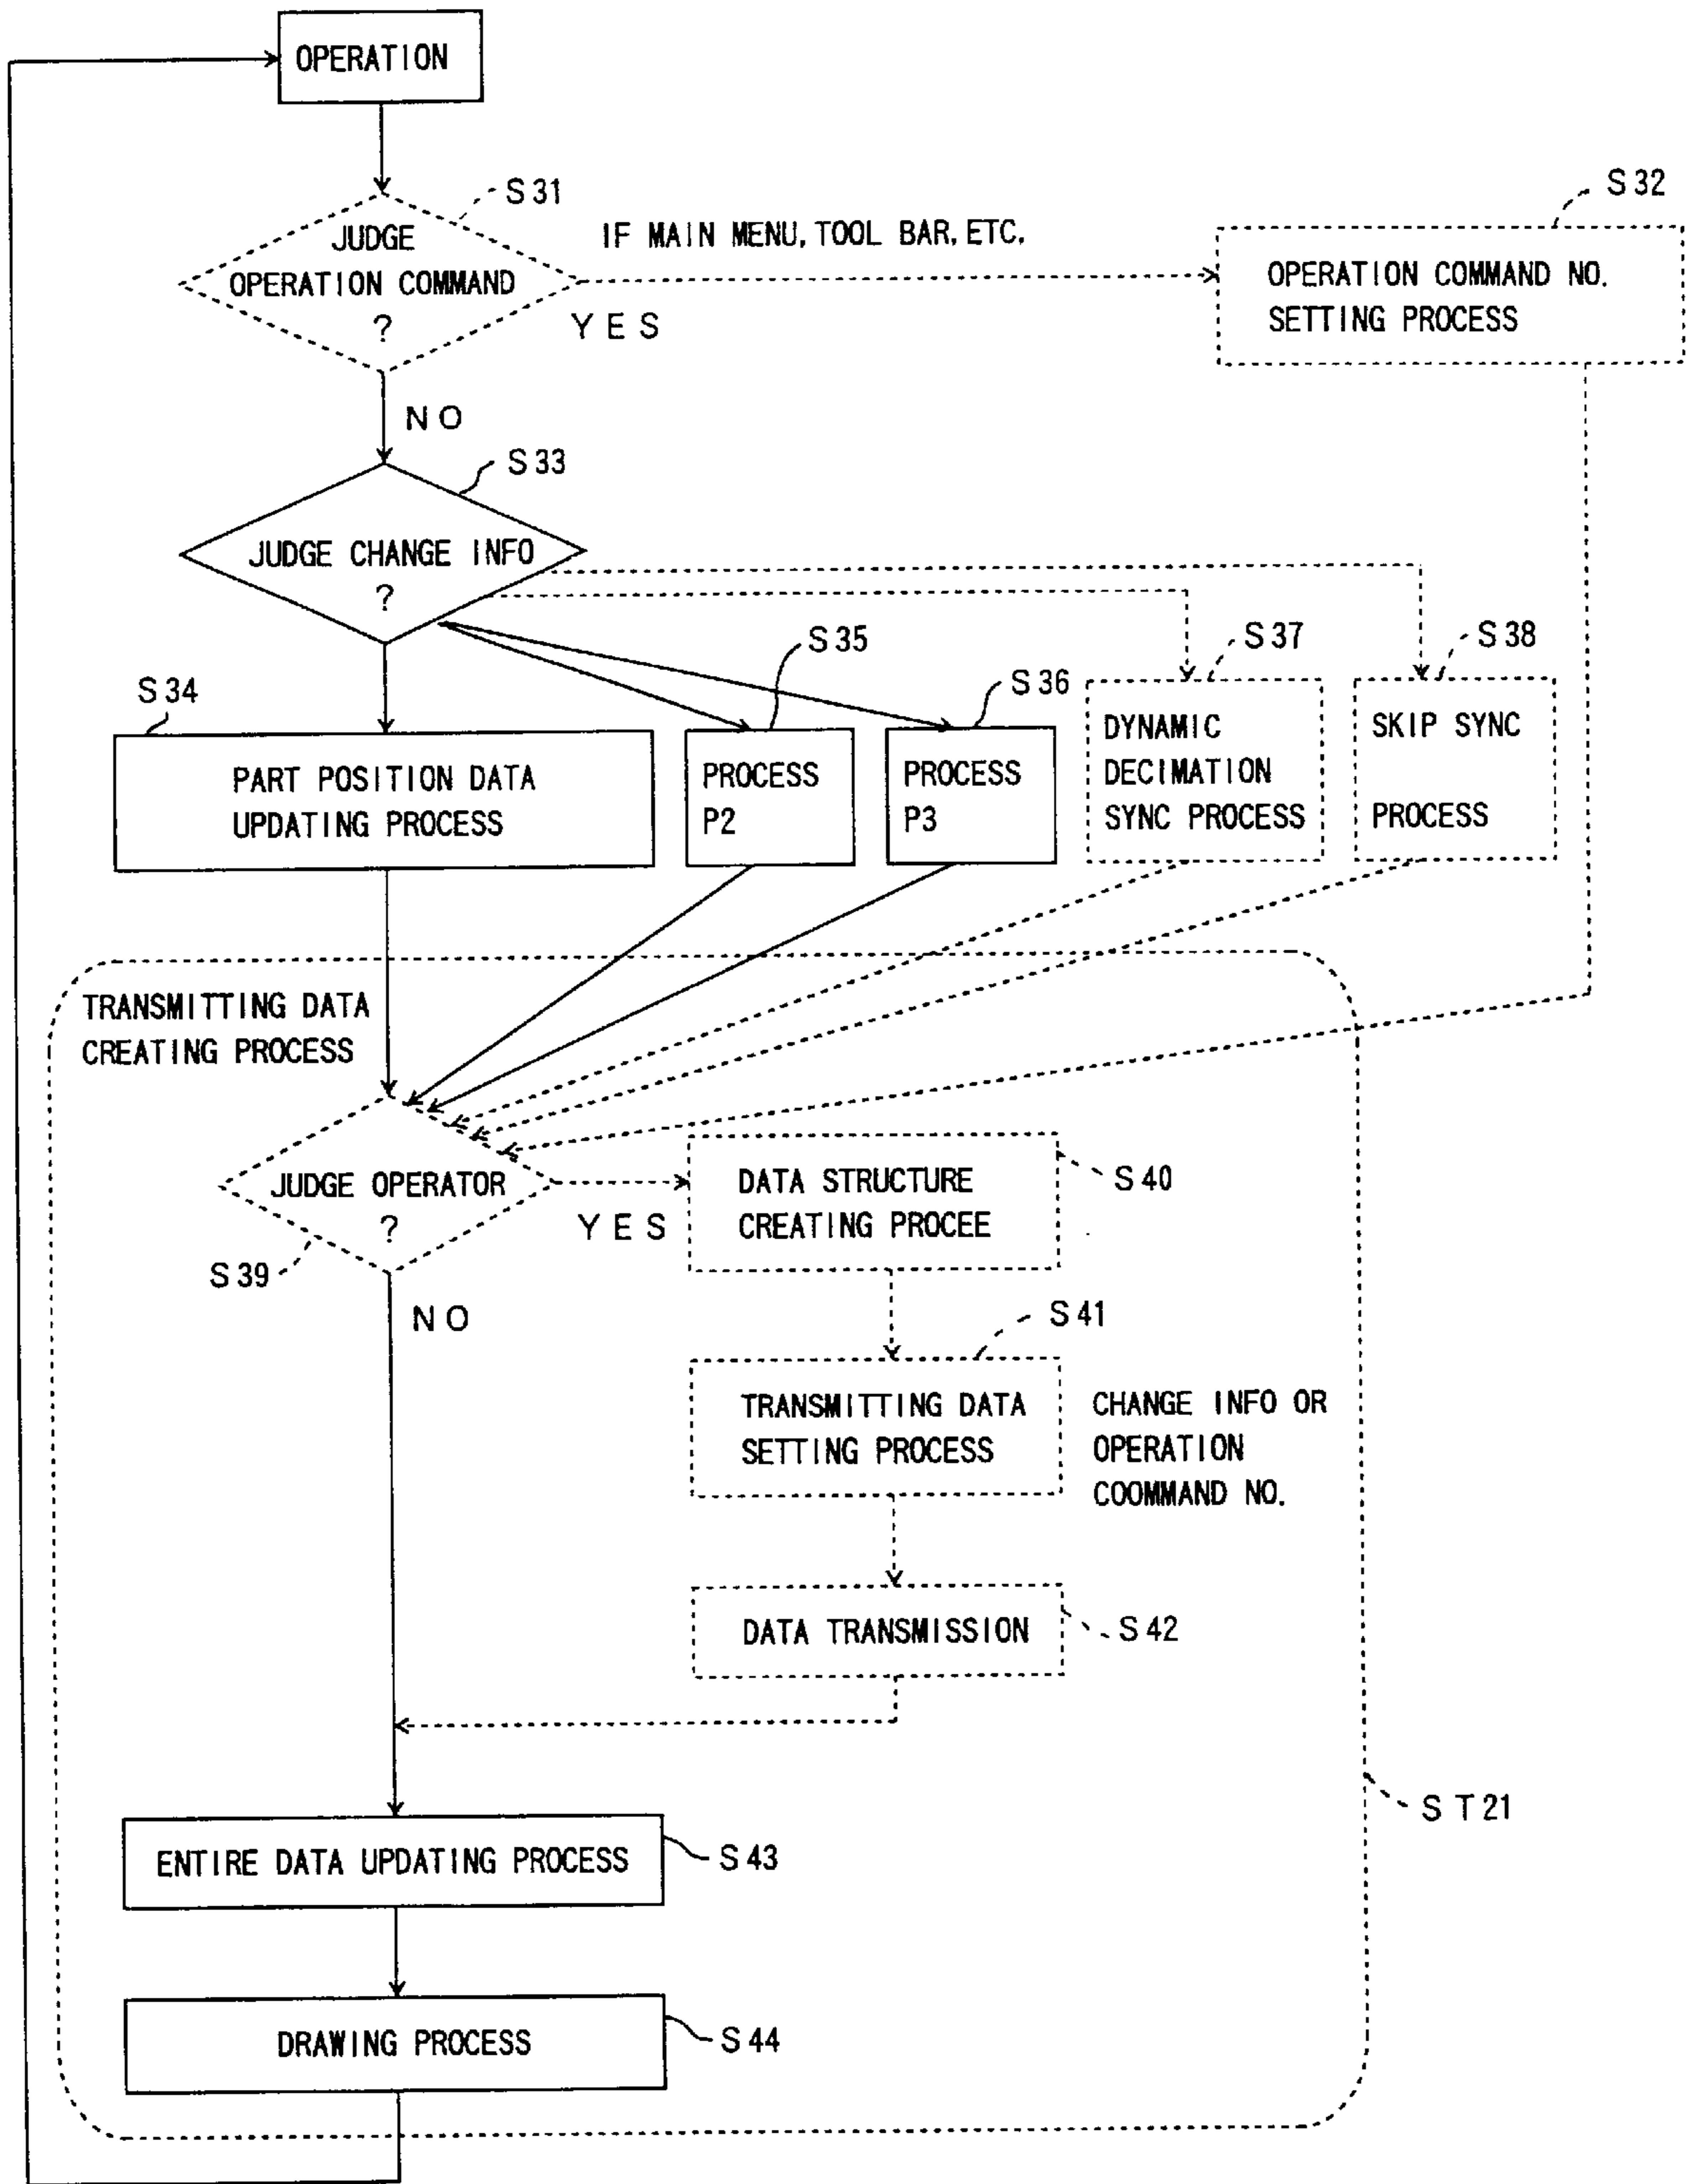 OPERATION
S31
JUDGE
OPERATION COMMAND
?
IF MAIN MENU, TOOL BAR, ETC.
YES
S32
OPERATION COMMAND NO.
SETTING PROCESS
NO
S33
JUDGE CHANGE INFO
?
S34
PART POSITION DATA
UPDATING PROCESS
S35
PROCESS
P2
S36
PROCESS
P3
S37
DYNAMIC
DECIMATION
SYNC PROCESS
S38
SKIP SYNC
PROCESS
TRANSMITTING DATA
CREATING PROCESS
JUDGE OPERATOR
?
S39
YES
NO
DATA STRUCTURE
CREATING PROCEE
S40
S41
TRANSMITTING DATA
SETTING PROCESS
CHANGE INFO OR
OPERATION
COOMMAND NO.
DATA TRANSMISSION
S42
ST21
ENTIRE DATA UPDATING PROCESS
S43
DRAWING PROCESS
S44